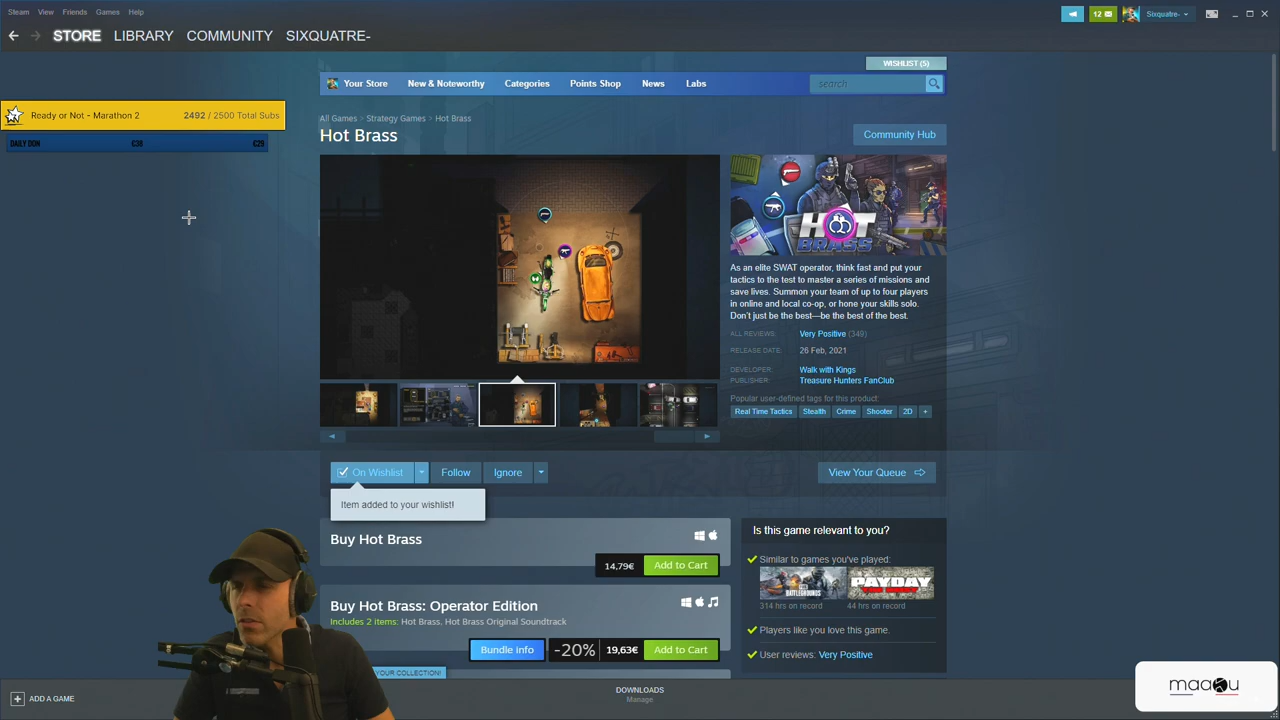 Steam View Friends Games Help
12 Sixquatre-
STORE LIBRARY COMMUNITY SIXQUATRE-
WISHLIST (5)
Your Store New & Noteworthy Categories Points Shop News Labs search
Ready or Not - Marathon 2 2492 / 2500 Total Subs
DAILY DON €38 €29
All Games > Strategy Games > Hot Brass
Hot Brass
Community Hub
HOT BRASS
As an elite SWAT operator, think fast and put your
tactics to the test to master a series of missions and
save lives. Summon your team of up to four players
in online and local co-op, or hone your skills solo.
Don't just be the best—be the best of the best.
ALL REVIEWS: Very Positive (349)
RELEASE DATE: 26 Feb, 2021
DEVELOPER: Walk with Kings
PUBLISHER: Treasure Hunters FanClub
Popular user-defined tags for this product:
Real Time Tactics Stealth Crime Shooter 2D +
On Wishlist Follow Ignore View Your Queue
Item added to your wishlist!
Buy Hot Brass
14,79€ Add to Cart
Buy Hot Brass: Operator Edition
Includes 2 items: Hot Brass, Hot Brass Original Soundtrack
Bundle info -20% 19,63€ Add to Cart
YOUR COLLECTION!
Is this game relevant to you?
Similar to games you've played:
BATTLEGROUNDS PAYDAY
314 hrs on record 44 hrs on record
Players like you love this game.
User reviews: Very Positive
ADD A GAME
DOWNLOADS
Manage
maaku